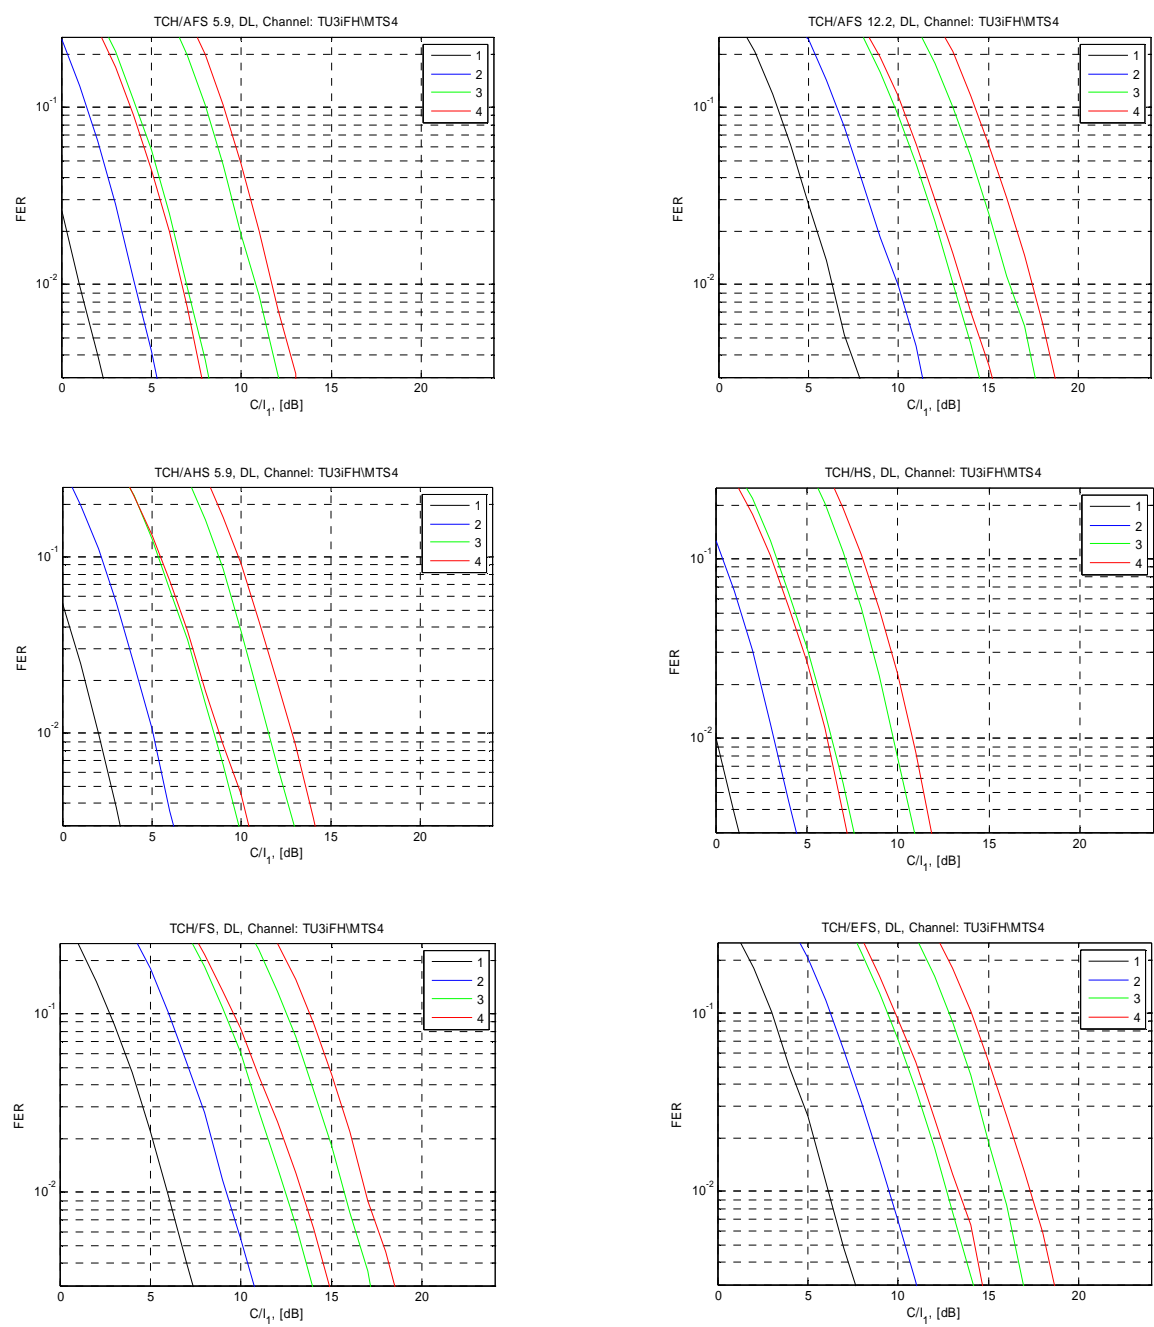 TCH/AFS 5.9, DL, Channel: TU3iFH\MTS4
1
2
3
4
10^-1
10^-2
FER
0 5 10 15 20
C/I_1, [dB]
TCH/AFS 12.2, DL, Channel: TU3iFH\MTS4
1
2
3
4
10^-1
10^-2
FER
0 5 10 15 20
C/I_1, [dB]
TCH/AHS 5.9, DL, Channel: TU3iFH\MTS4
1
2
3
4
10^-1
10^-2
FER
0 5 10 15 20
C/I_1, [dB]
TCH/HS, DL, Channel: TU3iFH\MTS4
1
2
3
4
10^-1
10^-2
FER
0 5 10 15 20
C/I_1, [dB]
TCH/FS, DL, Channel: TU3iFH\MTS4
1
2
3
4
10^-1
10^-2
FER
0 5 10 15 20
C/I_1, [dB]
TCH/EFS, DL, Channel: TU3iFH\MTS4
1
2
3
4
10^-1
10^-2
FER
0 5 10 15 20
C/I_1, [dB]